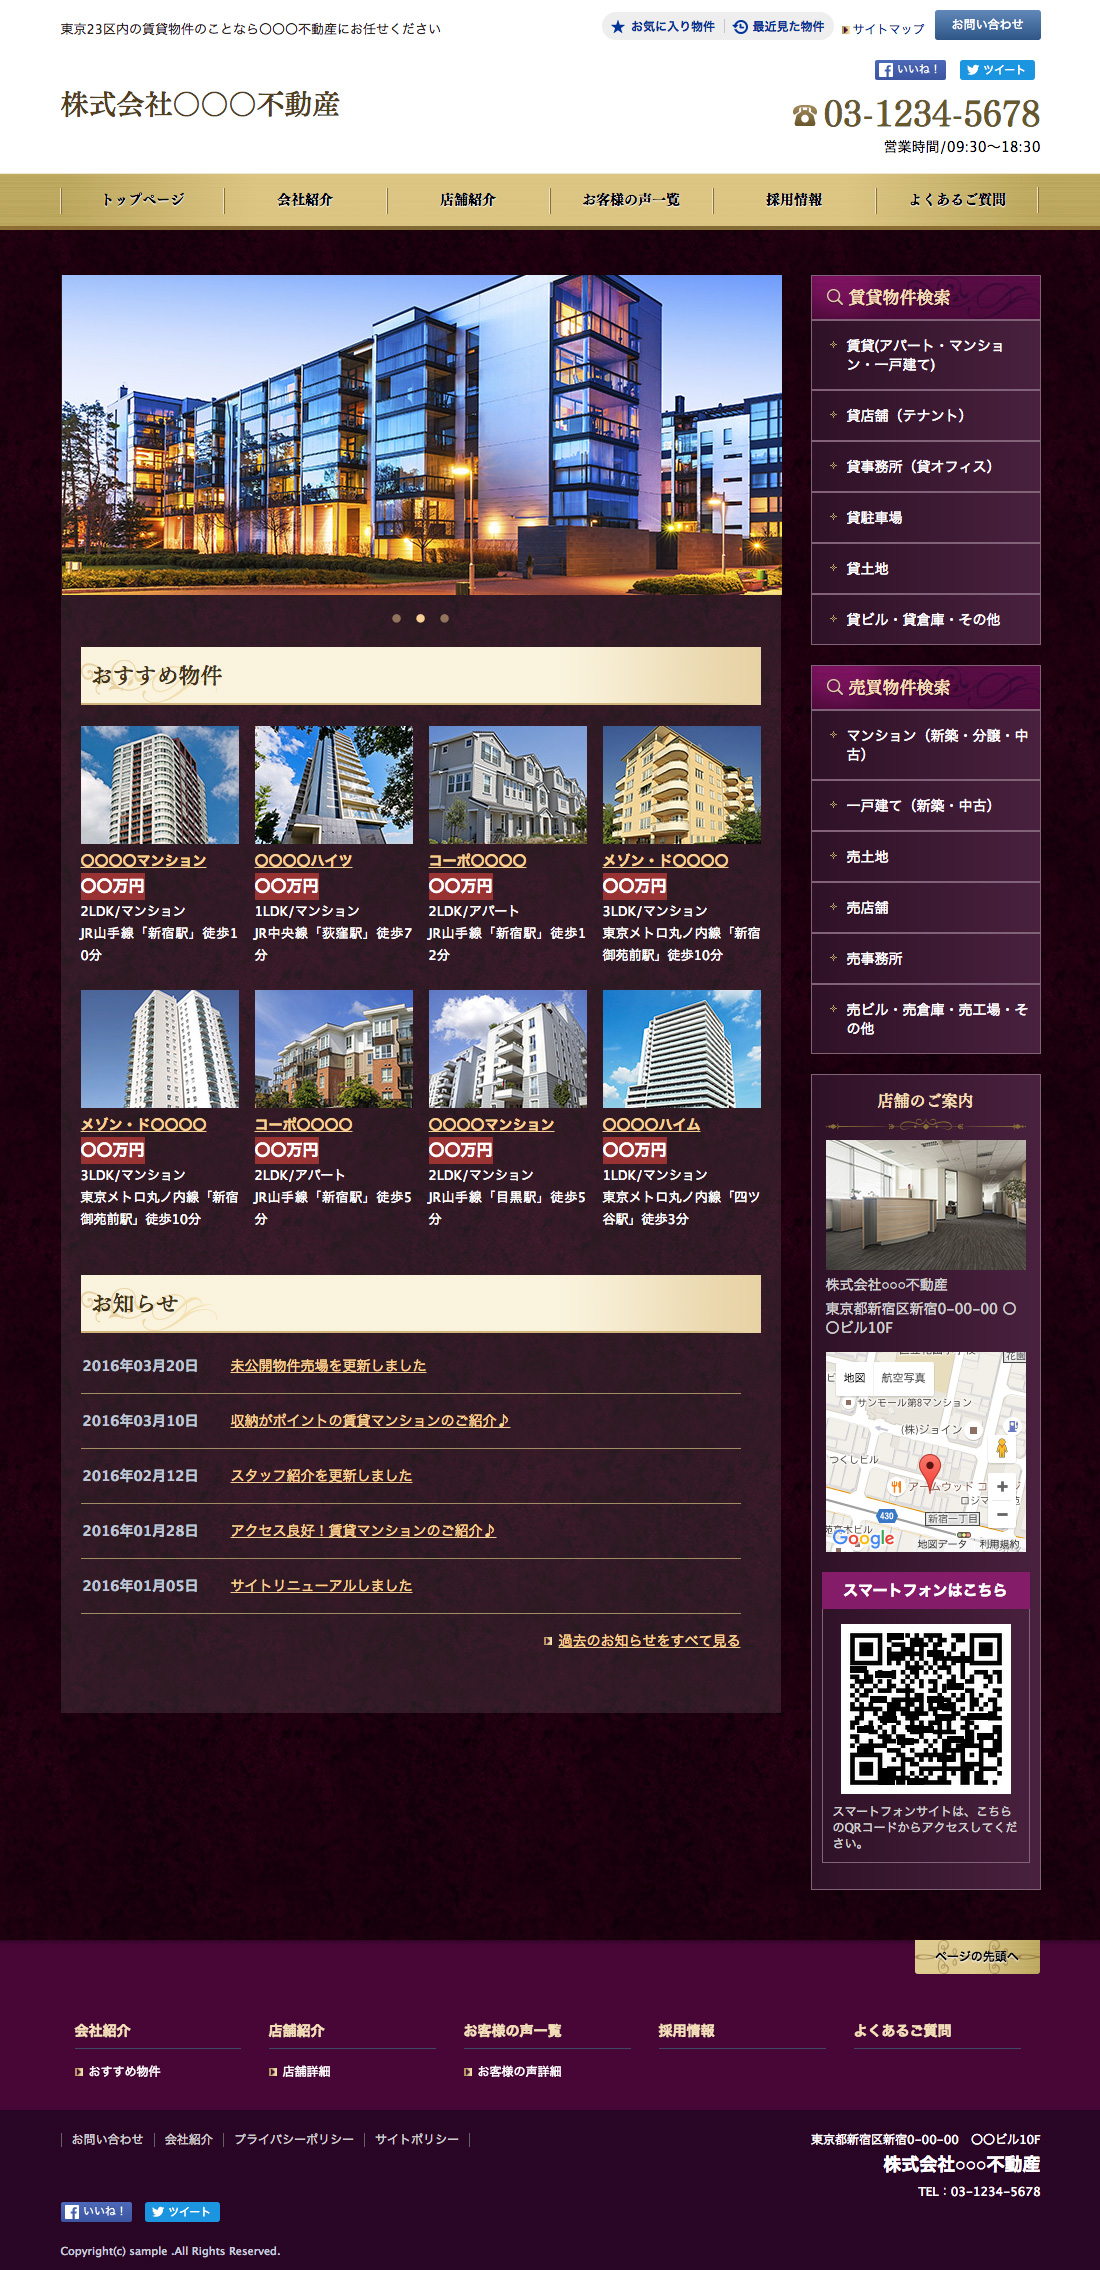 東京23区内の賃貸物件のことなら〇〇〇不動産にお任せください
お気に入り物件
最近見た物件
サイトマップ
お問い合わせ
いいね！
ツイート
株式会社〇〇〇不動産
03-1234-5678
営業時間/09:30〜18:30
トップページ
会社紹介
店舗紹介
お客様の声一覧
採用情報
よくあるご質問
賃貸物件検索
賃貸(アパート・マンショ
ン・一戸建て)
貸店舗（テナント）
貸事務所（貸オフィス）
貸駐車場
貸土地
貸ビル・貸倉庫・その他
おすすめ物件
〇〇〇〇マンション
〇〇万円
2LDK/マンション
JR山手線「新宿駅」徒歩1
0分
〇〇〇〇ハイツ
〇〇万円
1LDK/マンション
JR中央線「荻窪駅」徒歩7
分
コーポ〇〇〇〇
〇〇万円
2LDK/アパート
JR山手線「新宿駅」徒歩1
2分
メゾン・ド〇〇〇〇
〇〇万円
3LDK/マンション
東京メトロ丸ノ内線「新宿
御苑前駅」徒歩10分
メゾン・ド〇〇〇〇
〇〇万円
3LDK/マンション
東京メトロ丸ノ内線「新宿
御苑前駅」徒歩10分
コーポ〇〇〇〇
〇〇万円
2LDK/アパート
JR山手線「新宿駅」徒歩5
分
〇〇〇〇マンション
〇〇万円
2LDK/マンション
JR山手線「目黒駅」徒歩5
分
〇〇〇〇ハイム
〇〇万円
1LDK/マンション
東京メトロ丸ノ内線「四ツ
谷駅」徒歩3分
売買物件検索
マンション（新築・分譲・中
古）
一戸建て（新築・中古）
売土地
売店舗
売事務所
売ビル・売倉庫・売工場・そ
の他
お知らせ
2016年03月20日 未公開物件売場を更新しました
2016年03月10日 収納がポイントの賃貸マンションのご紹介♪
2016年02月12日 スタッフ紹介を更新しました
2016年01月28日 アクセス良好！賃貸マンションのご紹介♪
2016年01月05日 サイトリニューアルしました
過去のお知らせをすべて見る
店舗のご案内
株式会社○○○不動産
東京都新宿区新宿0-00-00 〇
〇ビル10F
地図
航空写真
サンモール第8マンション
(株)ジョイン
つくしビル
アームウッド コ
430
新宿一丁目
Google
地図データ
利用規約
スマートフォンはこちら
スマートフォンサイトは、こちら
のQRコードからアクセスしてくだ
さい。
ページの先頭へ
会社紹介
おすすめ物件
店舗紹介
店舗詳細
お客様の声一覧
お客様の声詳細
採用情報
よくあるご質問
お問い合わせ
会社紹介
プライバシーポリシー
サイトポリシー
東京都新宿区新宿0-00-00　〇〇ビル10F
株式会社○○○不動産
TEL：03-1234-5678
いいね！
ツイート
Copyright(c) sample .All Rights Reserved.